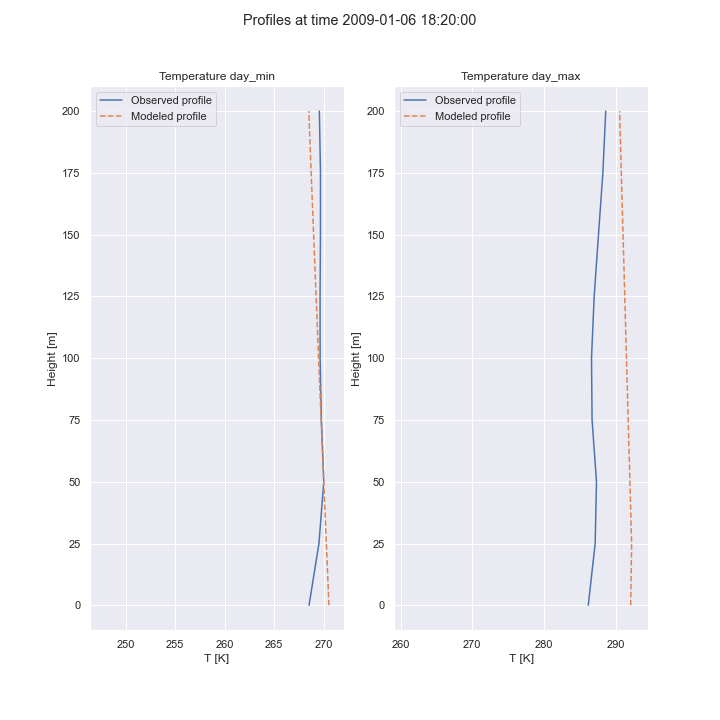 Profiles at time 2009-01-06 18:20:00
Temperature day_min
Observed profile
Modeled profile
Height [m]
200
175
150
125
100
75
50
25
0
250 255 260 265 270
T [K]
Temperature day_max
Observed profile
Modeled profile
Height [m]
200
175
150
125
100
75
50
25
0
260 270 280 290
T [K]